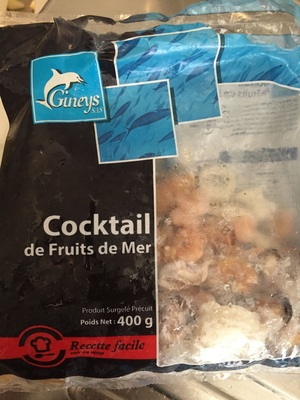 Gineys
S.A.S
Cocktail
de Fruits de Mer
Produit Surgelé Précuit
Poids Net : 400 g
Recette facile